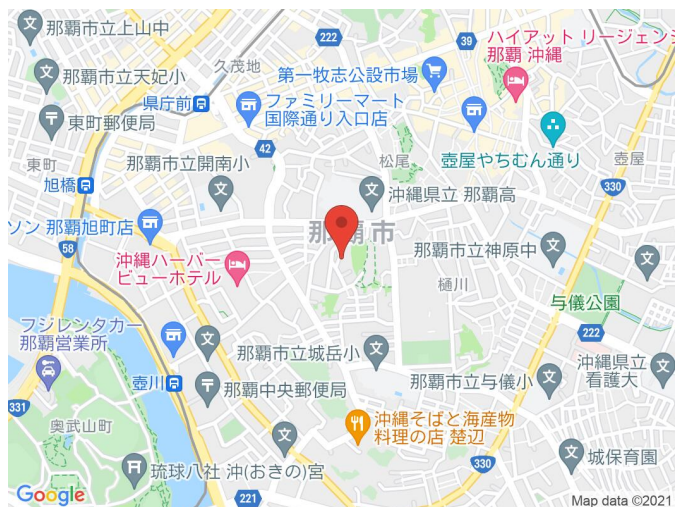 那覇市立上山中
222
39
ハイアット リージェンシ
那覇 沖縄
久茂地
第一牧志公設市場
那覇市立天妃小
県庁前
ファミリーマート
国際通り入口店
東町郵便局
壺屋やちむん通り
42
松尾
東町
那覇市立開南小
壺屋
旭橋
沖縄県立 那覇高
330
ソン 那覇旭町店
那覇市
58
那覇市立神原中
沖縄ハーバー
ビューホテル
樋川
与儀公園
フジレンタカー
那覇営業所
222
那覇市立城岳小
沖縄県立
看護大
壺川
那覇市立与儀小
那覇中央郵便局
331
奥武山町
沖縄そばと海産物
料理の店 楚辺
城保育園
330
琉球八社 沖(おきの)宮
Google
221
Map data ©2021